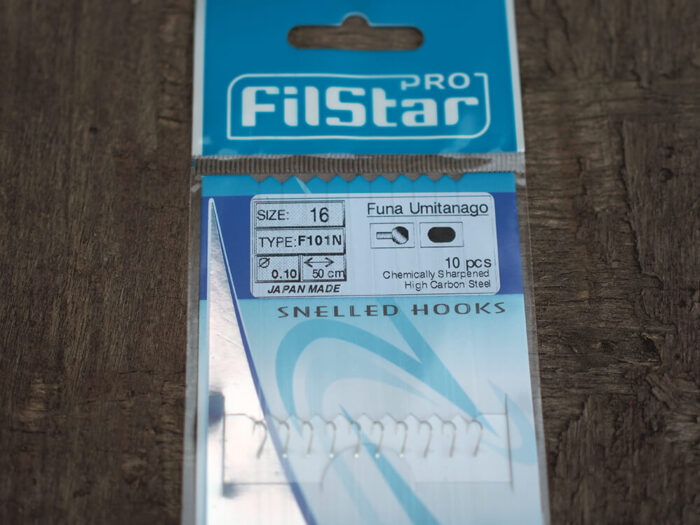 PRO
FilStar
SIZE: 16
TYPE: F101N
Ø 0.10 50 cm
JAPAN MADE
Funa Umitanago
10 pcs
Chemically Sharpened
High Carbon Steel
SNELLED HOOKS